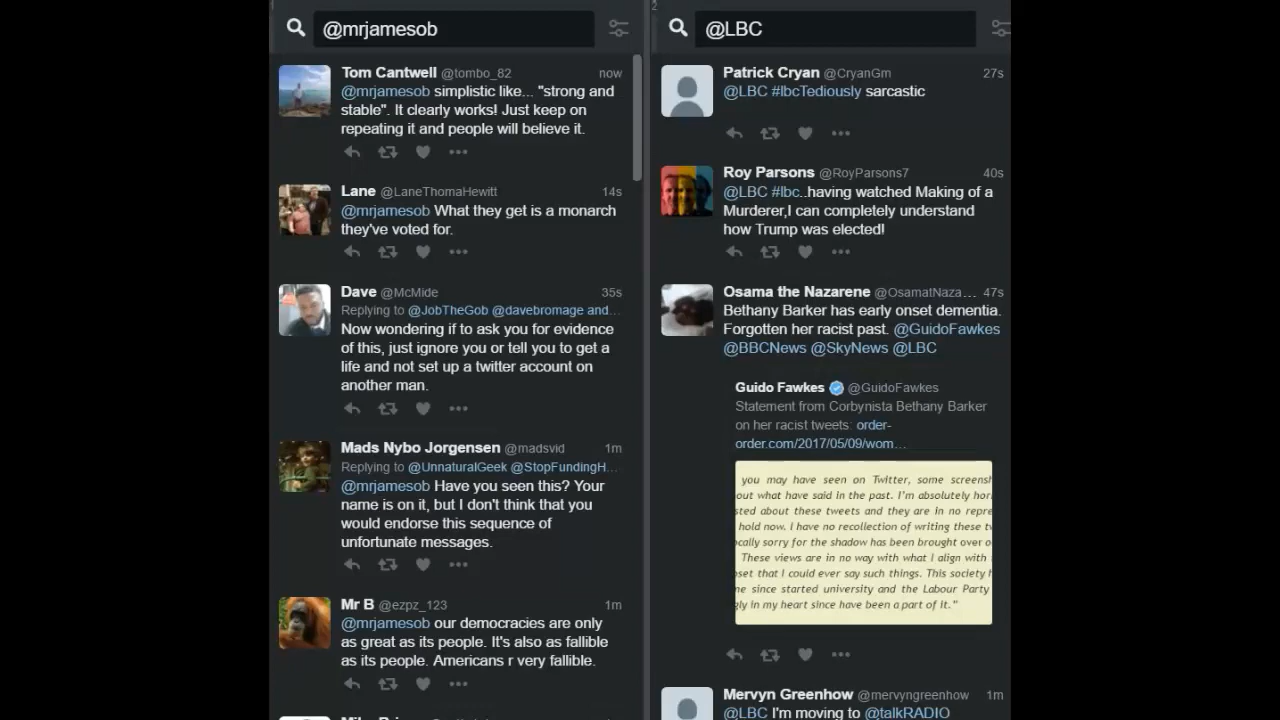 1
@mrjamesob
Tom Cantwell @tombo_82 now
@mrjamesob simplistic like... "strong and
stable". It clearly works! Just keep on
repeating it and people will believe it.
Lane @LaneThomaHewitt 14s
@mrjamesob What they get is a monarch
they've voted for.
Dave @McMide 35s
Replying to @JobTheGob @davebromage and...
Now wondering if to ask you for evidence
of this, just ignore you or tell you to get a
life and not set up a twitter account on
another man.
Mads Nybo Jorgensen @madsvid 1m
Replying to @UnnaturalGeek @StopFundingH...
@mrjamesob Have you seen this? Your
name is on it, but I don't think that you
would endorse this sequence of
unfortunate messages.
Mr B @ezpz_123 1m
@mrjamesob our democracies are only
as great as its people. It's also as fallible
as its people. Americans r very fallible.
2
@LBC
Patrick Cryan @CryanGm 27s
@LBC #lbcTediously sarcastic
Roy Parsons @RoyParsons7 40s
@LBC #lbc..having watched Making of a
Murderer,I can completely understand
how Trump was elected!
Osama the Nazarene @OsamatNaza... 47s
Bethany Barker has early onset dementia.
Forgotten her racist past. @GuidoFawkes
@BBCNews @SkyNews @LBC
Guido Fawkes @GuidoFawkes
Statement from Corbynista Bethany Barker
on her racist tweets: order-
order.com/2017/05/09/wom...
you may have seen on Twitter, some screensh
out what have said in the past. I'm absolutely hor
sted about these tweets and they are in no repre
hold now. I have no recollection of writing these tw
ocally sorry for the shadow has been brought over o
These views are in no way with what I align with
pset that I could ever say such things. This society h
me since started university and the Labour Party
gly in my heart since have been a part of it."
Mervyn Greenhow @mervyngreenhow 1m
@LBC I'm moving to @talkRADIO